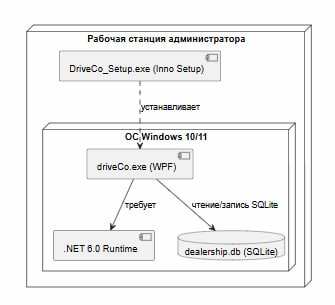 Рабочая станция администратора
DriveCo_Setup.exe (Inno Setup)
устанавливает
ОС Windows 10/11
driveCo.exe (WPF)
требует
чтение/запись SQLite
.NET 6.0 Runtime
dealership.db (SQLite)